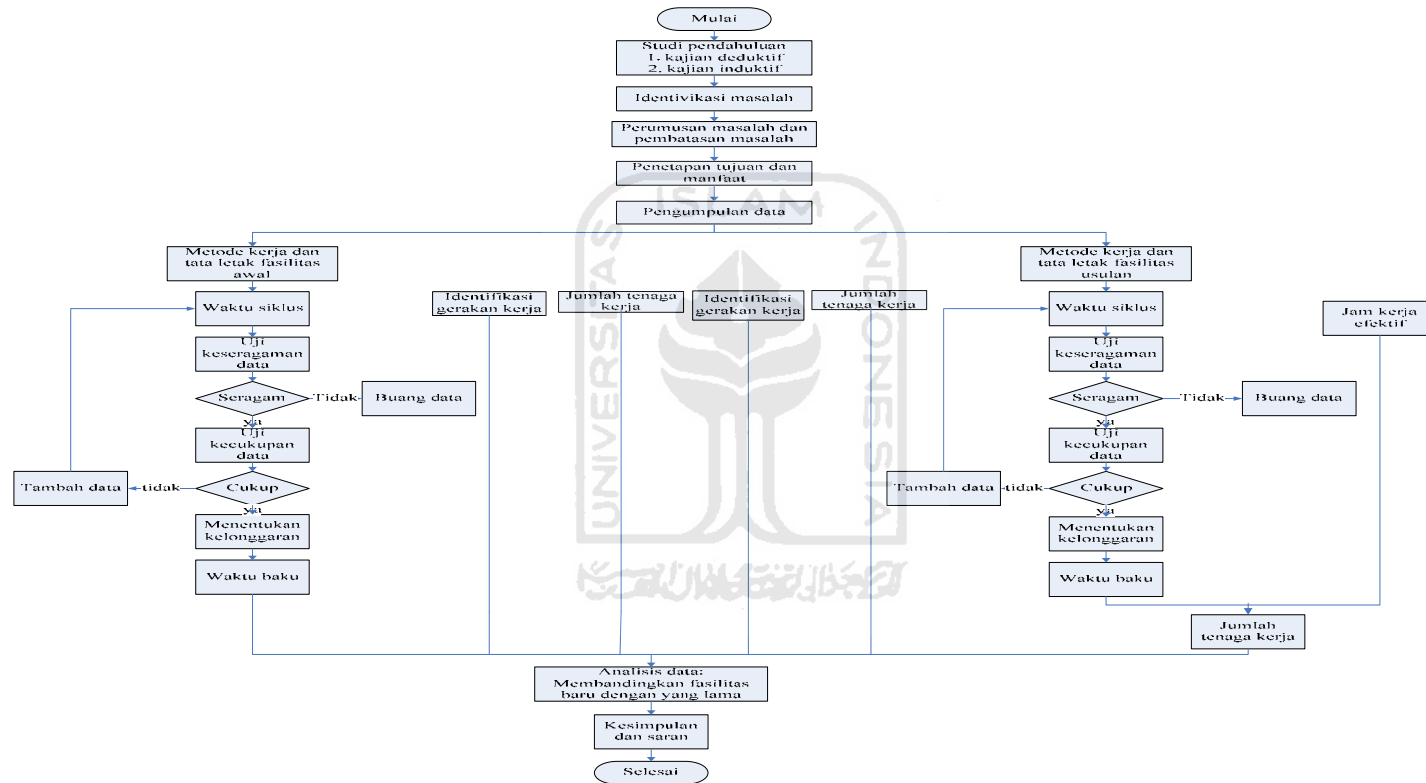 Mulai
Studi pendahuluan
1. kajian deduktif
2. kajian induktif
Identivikasi masalah
Perumusan masalah dan
pembatasan masalah
Penetapan tujuan dan
manfaat
Pengumpulan data
Metode kerja dan
tata letak fasilitas
awal
Waktu siklus
Uji
keseragaman
data
Seragam
Tidak
Buang data
ya
Uji
kecukupan
data
Cukup
tidak
Tambah data
ya
Menentukan
kelonggaran
Waktu baku
Identifikasi
gerakan kerja
Jumlah tenaga
kerja
Identifikasi
gerakan kerja
Jumlah
tenaga kerja
Metode kerja dan
tata letak fasilitas
usulan
Waktu siklus
Uji
keseragaman
data
Seragam
Tidak
Buang data
ya
Uji
kecukupan
data
Cukup
tidak
Tambah data
ya
Menentukan
kelonggaran
Waktu baku
Jam kerja
efektif
Jumlah
tenaga kerja
Analisis data:
Membandingkan fasilitas
baru dengan yang lama
Kesimpulan
dan saran
Selesai
UNIVERSITAS
ISLAM
INDONESIA